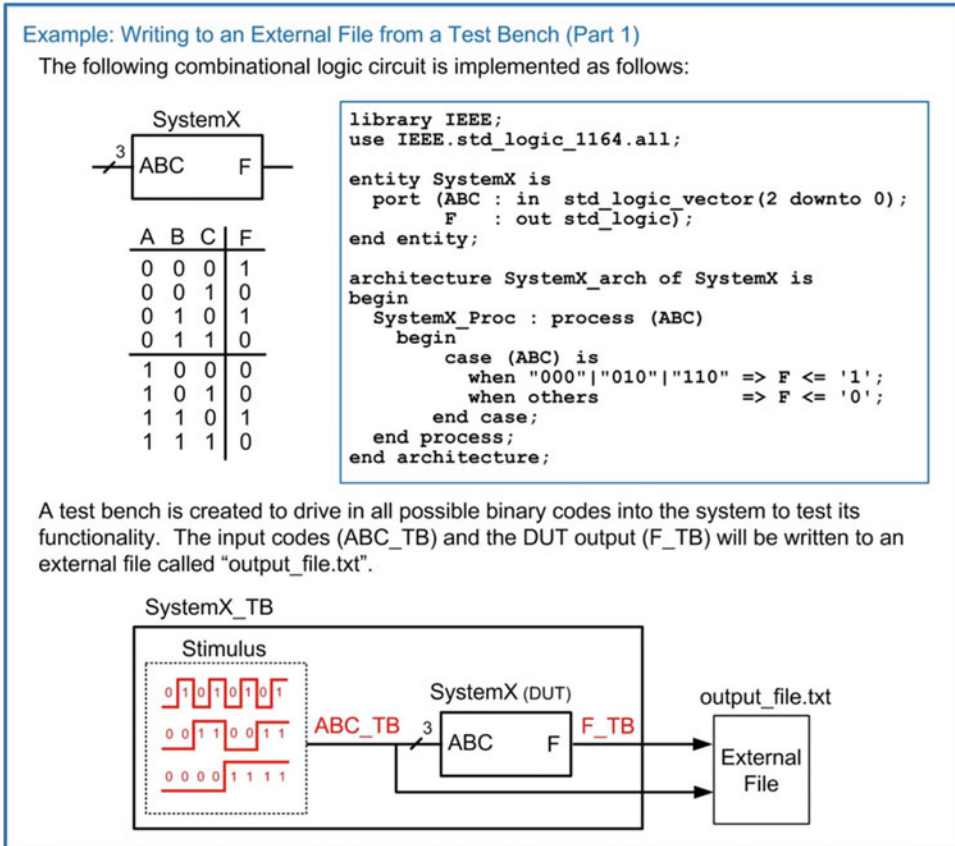 Example: Writing to an External File from a Test Bench (Part 1)
The following combinational logic circuit is implemented as follows:
SystemX
3
ABC F
A B C F
0 0 0 1
0 0 1 0
0 1 0 1
0 1 1 0
1 0 0 0
1 0 1 0
1 1 0 1
1 1 1 0
library IEEE;
use IEEE.std_logic_1164.all;
entity SystemX is
port (ABC : in std_logic_vector(2 downto 0);
F : out std_logic);
end entity;
architecture SystemX_arch of SystemX is
begin
SystemX_Proc : process (ABC)
begin
case (ABC) is
when "000"|"010"|"110" => F <= '1';
when others => F <= '0';
end case;
end process;
end architecture;
A test bench is created to drive in all possible binary codes into the system to test its
functionality. The input codes (ABC_TB) and the DUT output (F_TB) will be written to an
external file called “output_file.txt”.
SystemX_TB
Stimulus
0 1 0 1 0 1 0 1
0 0 1 1 0 0 1 1
0 0 0 0 1 1 1 1
ABC_TB
3
SystemX (DUT)
ABC F
F_TB
output_file.txt
External
File